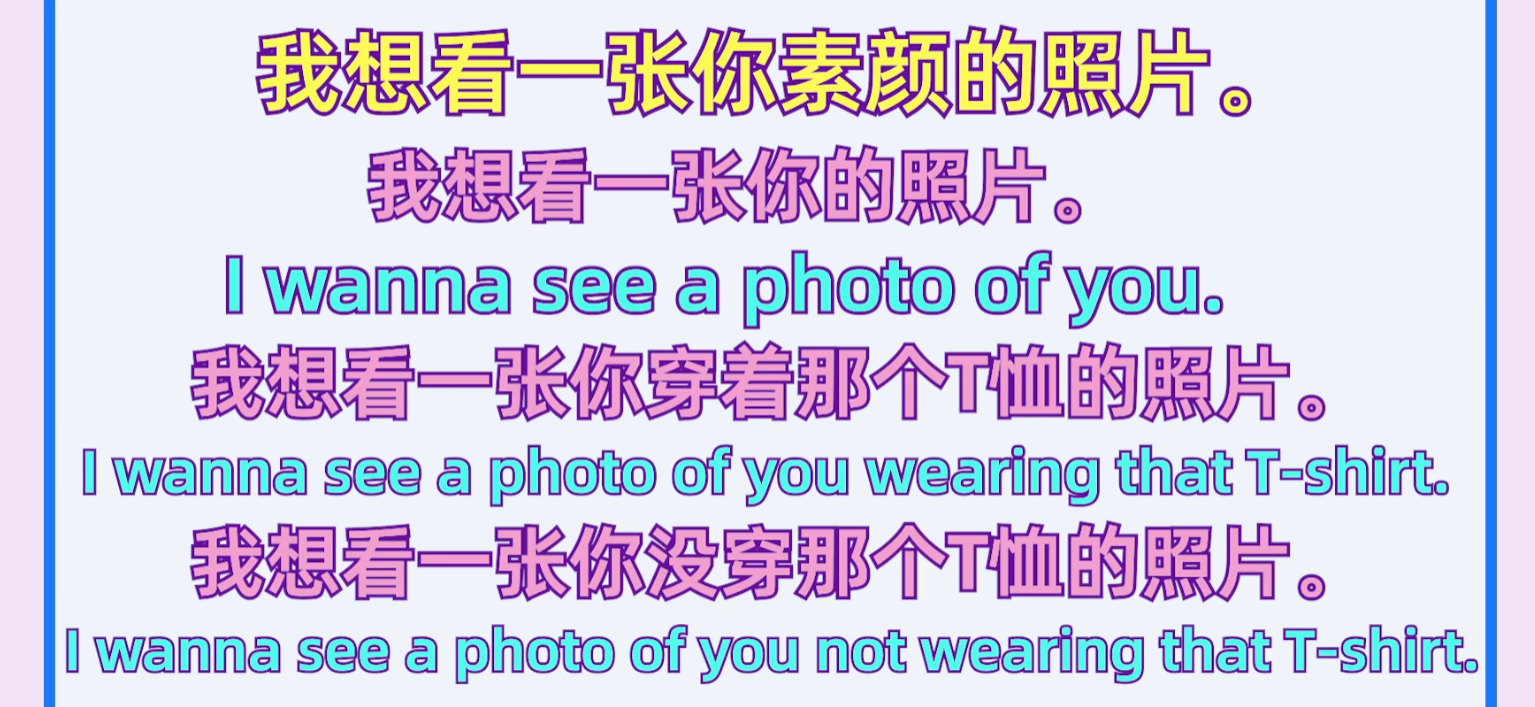 我想看一张你素颜的照片。
我想看一张你的照片。
I wanna see a photo of you.
我想看一张你穿着那个T恤的照片。
I wanna see a photo of you wearing that T-shirt.
我想看一张你没穿那个T恤的照片。
I wanna see a photo of you not wearing that T-shirt.